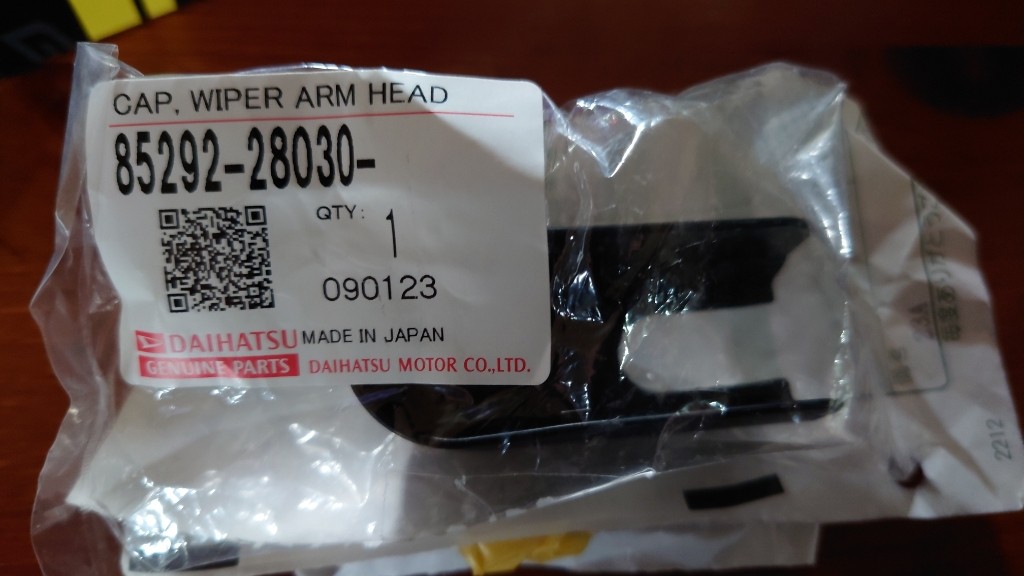 CAP, WIPER ARM HEAD
85292-28030-
QTY: 1
090123
DAIHATSU MADE IN JAPAN
GENUINE PARTS DAIHATSU MOTOR CO.,LTD.
2212